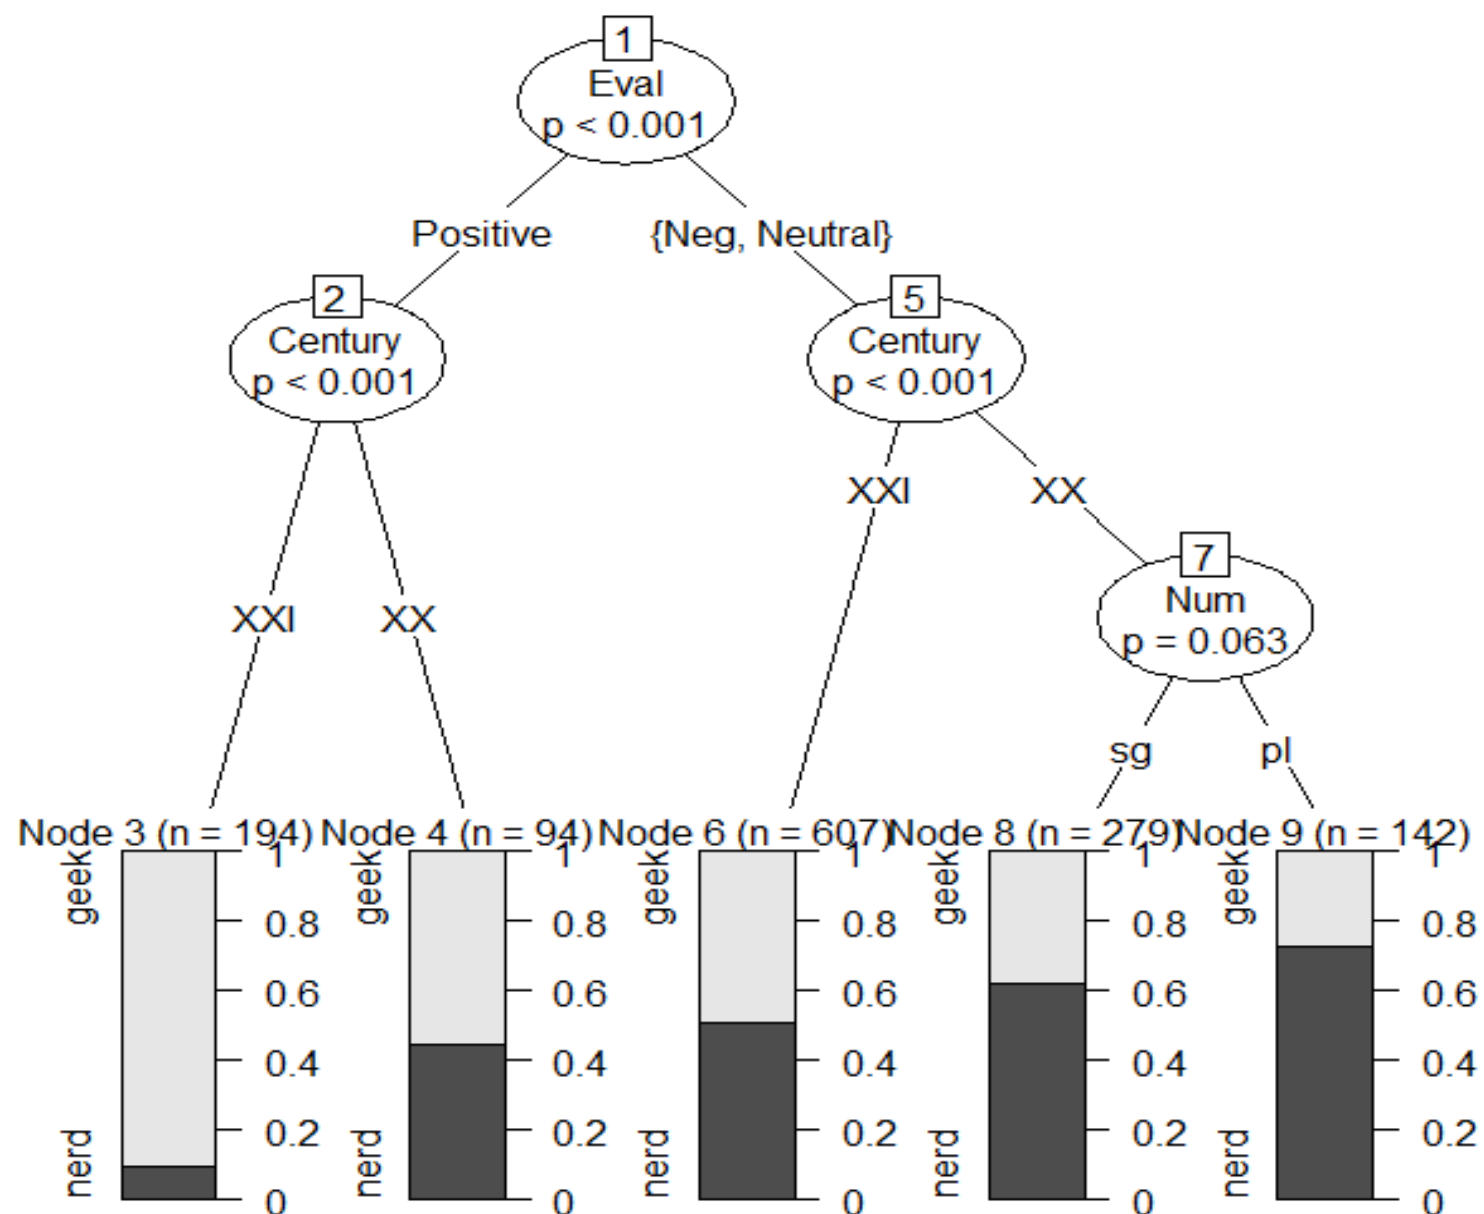 1
Eval
p < 0.001
Positive {Neg, Neutral}
2
Century
p < 0.001
5
Century
p < 0.001
XXI XX
7
Num
p = 0.063
XXI XX
sg pl
Node 3 (n = 194) Node 4 (n = 94) Node 6 (n = 607) Node 8 (n = 279) Node 9 (n = 142)
geek
nerd
1
0.8
0.6
0.4
0.2
0
geek
nerd
1
0.8
0.6
0.4
0.2
0
geek
nerd
1
0.8
0.6
0.4
0.2
0
geek
nerd
1
0.8
0.6
0.4
0.2
0
geek
nerd
1
0.8
0.6
0.4
0.2
0